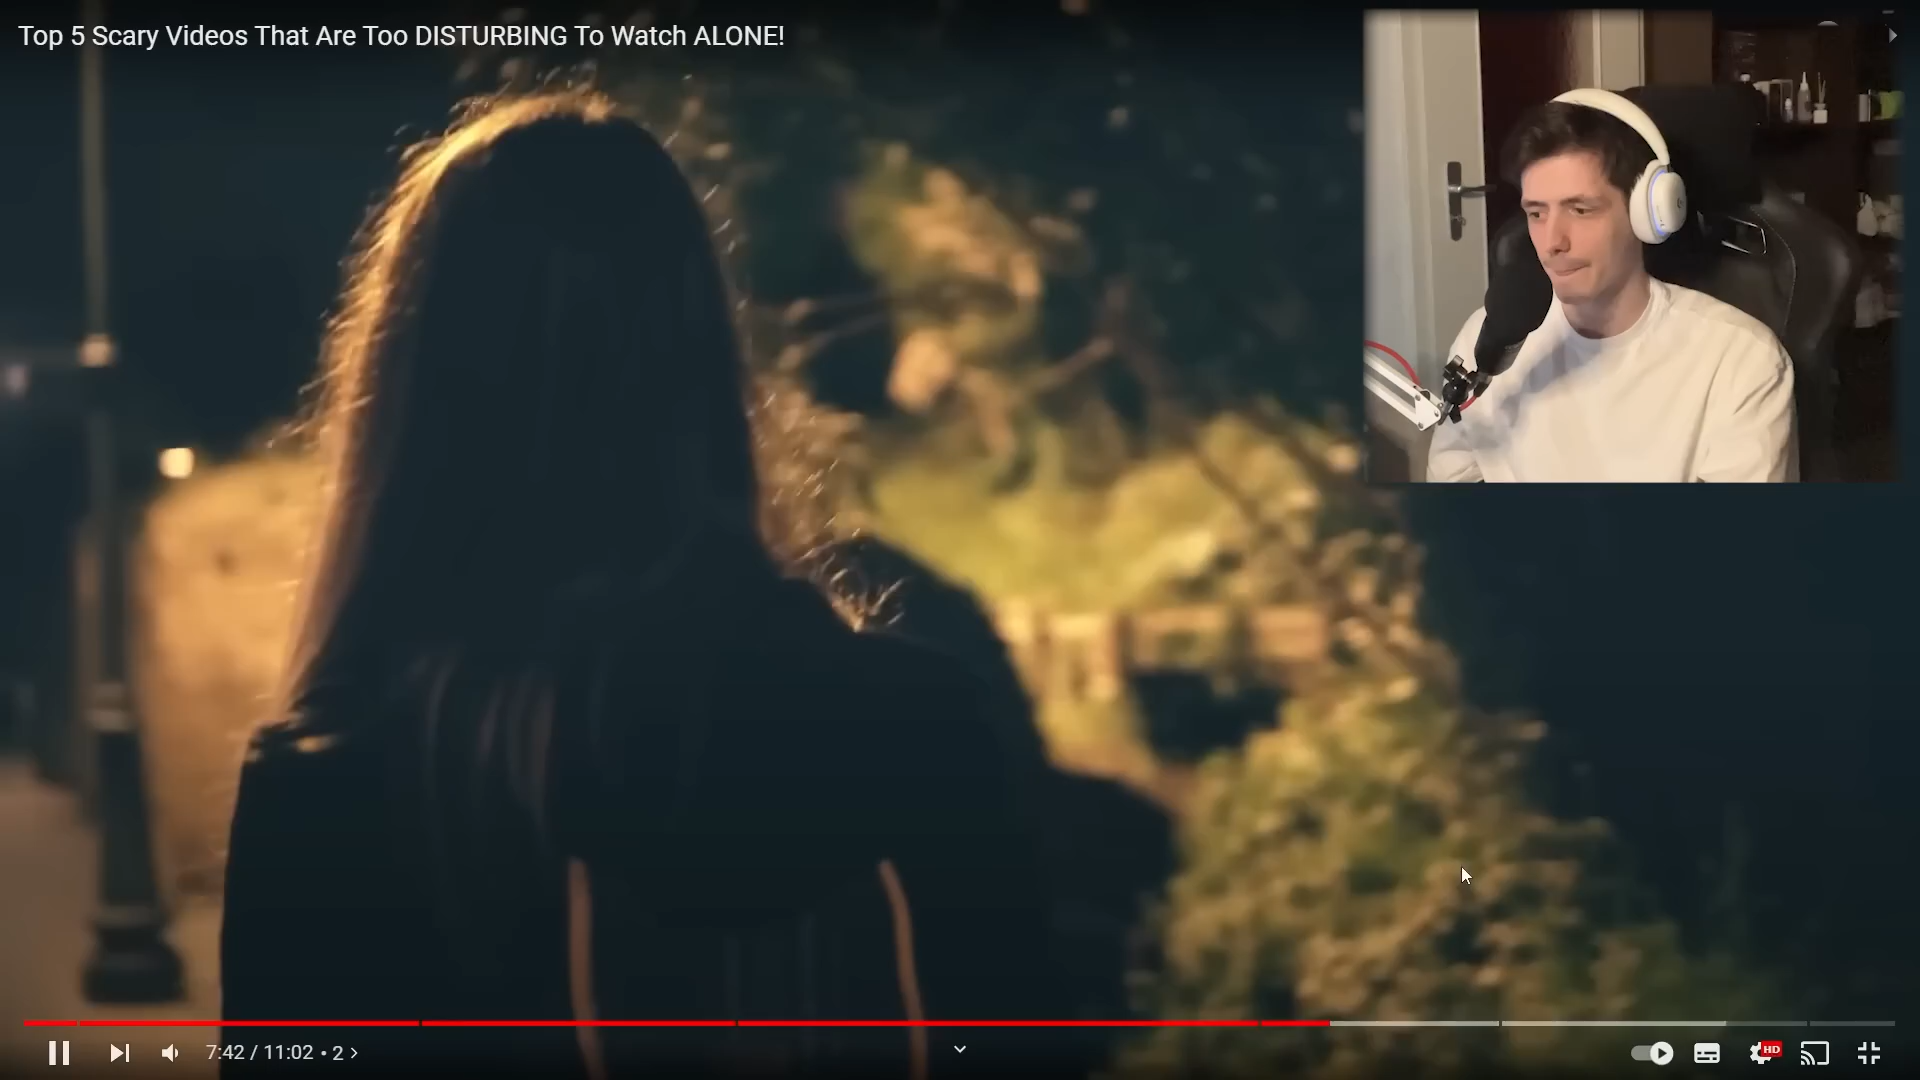 Top 5 Scary Videos That Are Too DISTURBING To Watch ALONE!
7:42 / 11:02 • 2 >
HD